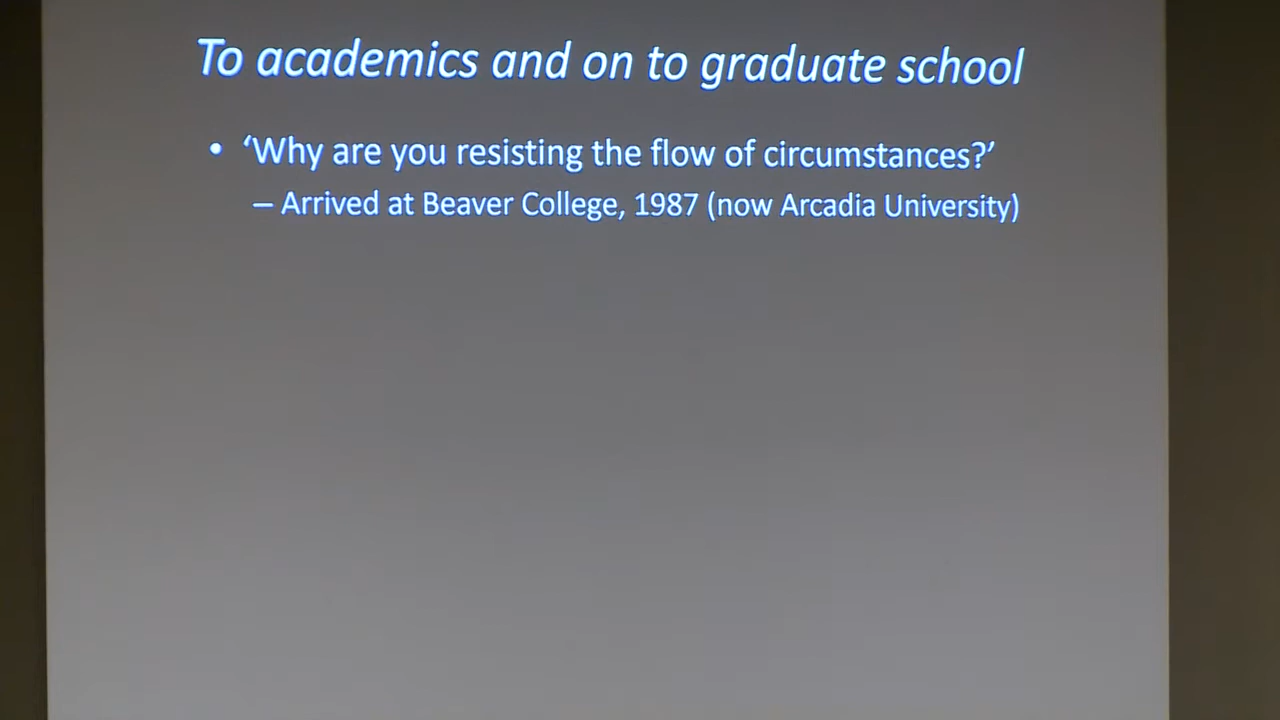 To academics and on to graduate school
• ‘Why are you resisting the flow of circumstances?’
– Arrived at Beaver College, 1987 (now Arcadia University)